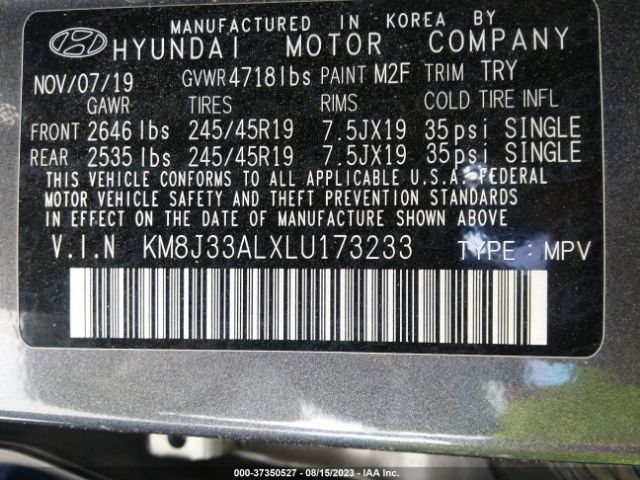 MANUFACTURED IN KOREA BY
HYUNDAI MOTOR COMPANY
NOV/07/19 GVWR 4718lbs PAINT M2F TRIM TRY
GAWR TIRES RIMS COLD TIRE INFL
FRONT 2646lbs 245/45R19 7.5JX19 35psi SINGLE
REAR 2535lbs 245/45R19 7.5JX19 35psi SINGLE
THIS VEHICLE CONFORMS TO ALL APPLICABLE U.S.A. FEDERAL
MOTOR VEHICLE SAFETY AND THEFT PREVENTION STANDARDS
IN EFFECT ON THE DATE OF MANUFACTURE SHOWN ABOVE
V.I.N KM8J33ALXLU173233 TYPE : MPV
000-37350527 - 08/15/2023 - IAA Inc.